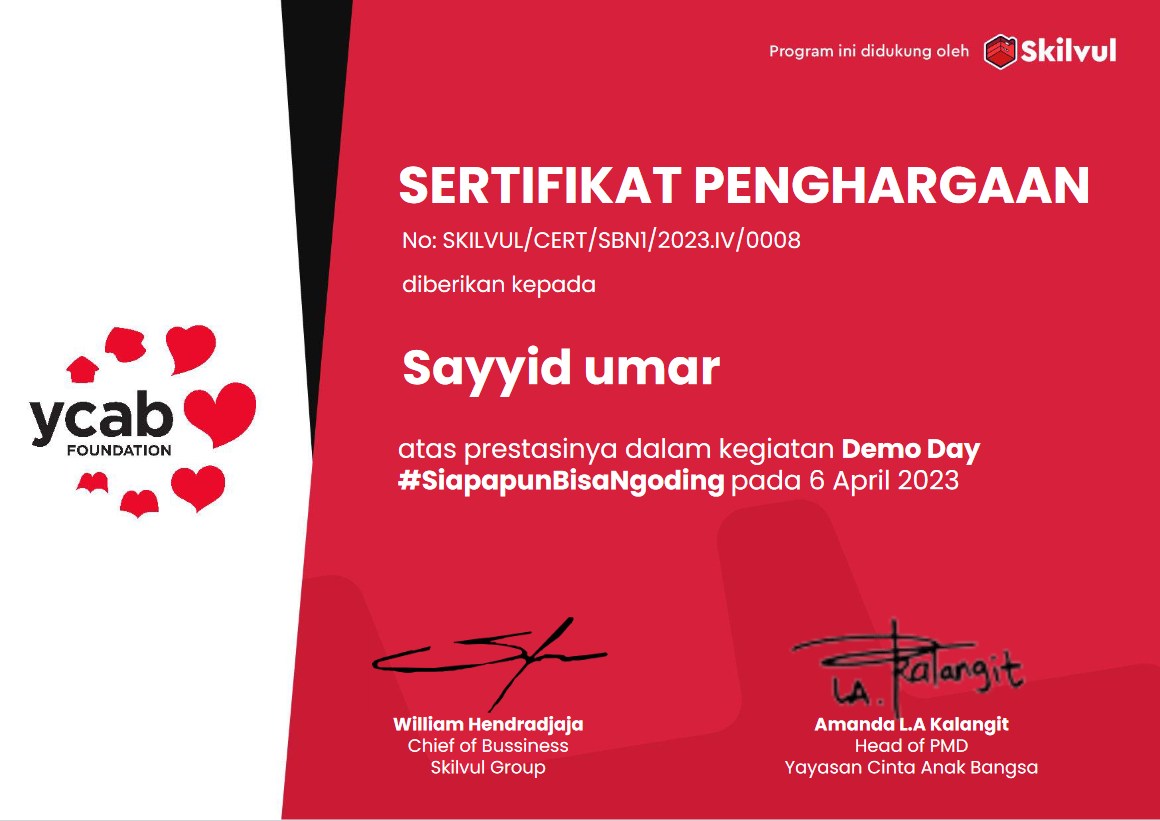 Program ini didukung oleh Skilvul
SERTIFIKAT PENGHARGAAN
No: SKILVUL/CERT/SBN1/2023.IV/0008
diberikan kepada
Sayyid umar
ycab
FOUNDATION
atas prestasinya dalam kegiatan Demo Day
#SiapapunBisaNgoding pada 6 April 2023
L.A. Kalangit
William Hendradjaja
Chief of Bussiness
Skilvul Group
Amanda L.A Kalangit
Head of PMD
Yayasan Cinta Anak Bangsa